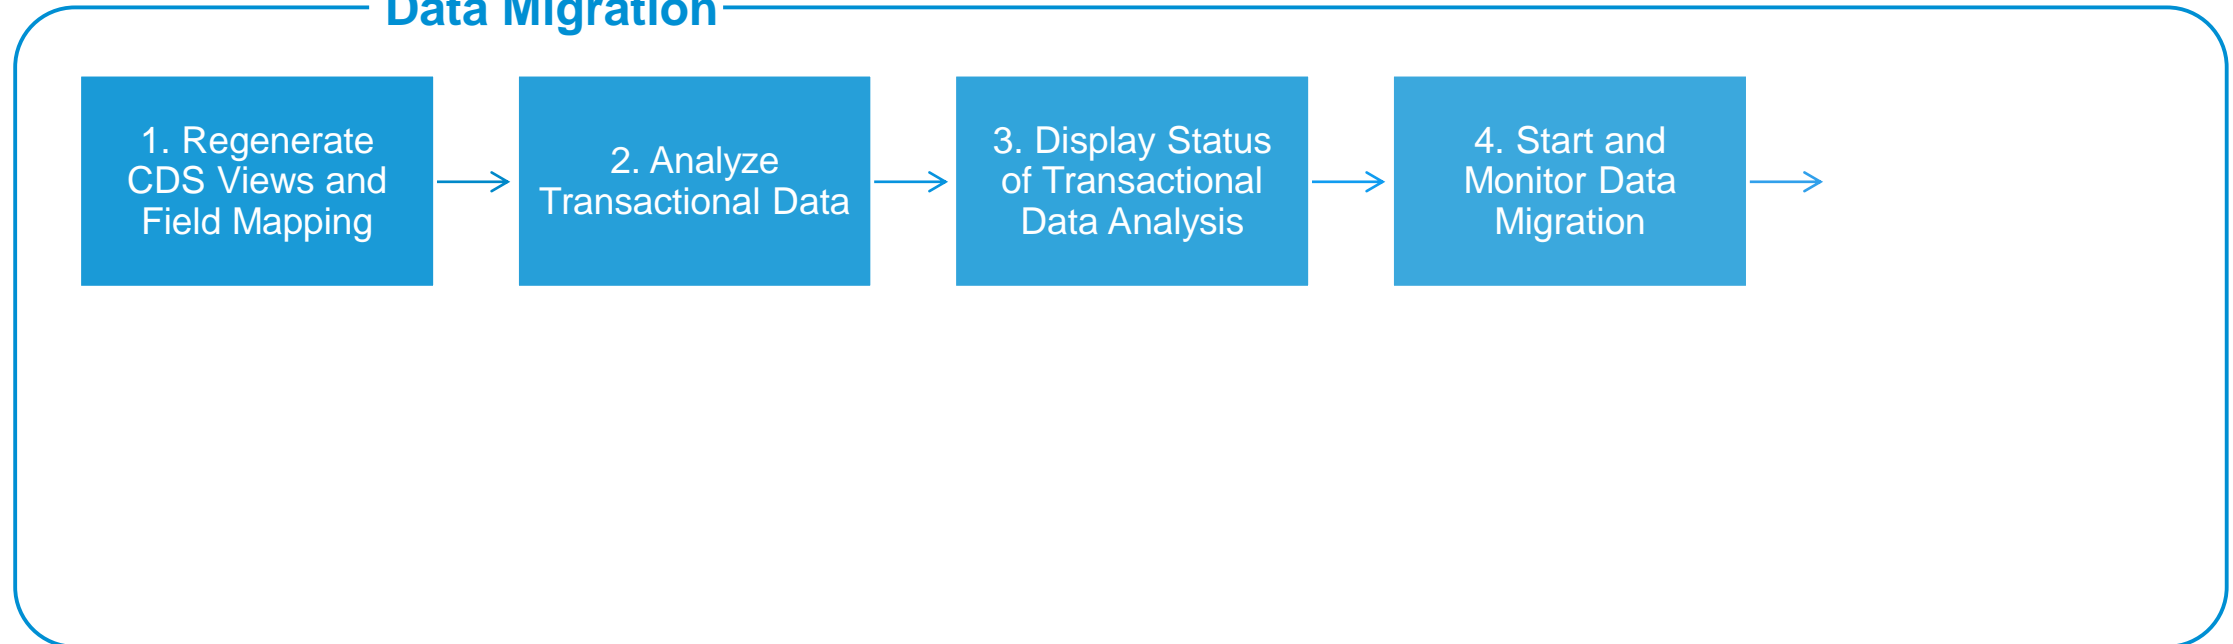 Data Migration
1. Regenerate
CDS Views and
Field Mapping
2. Analyze
Transactional Data
3. Display Status
of Transactional
Data Analysis
4. Start and
Monitor Data
Migration